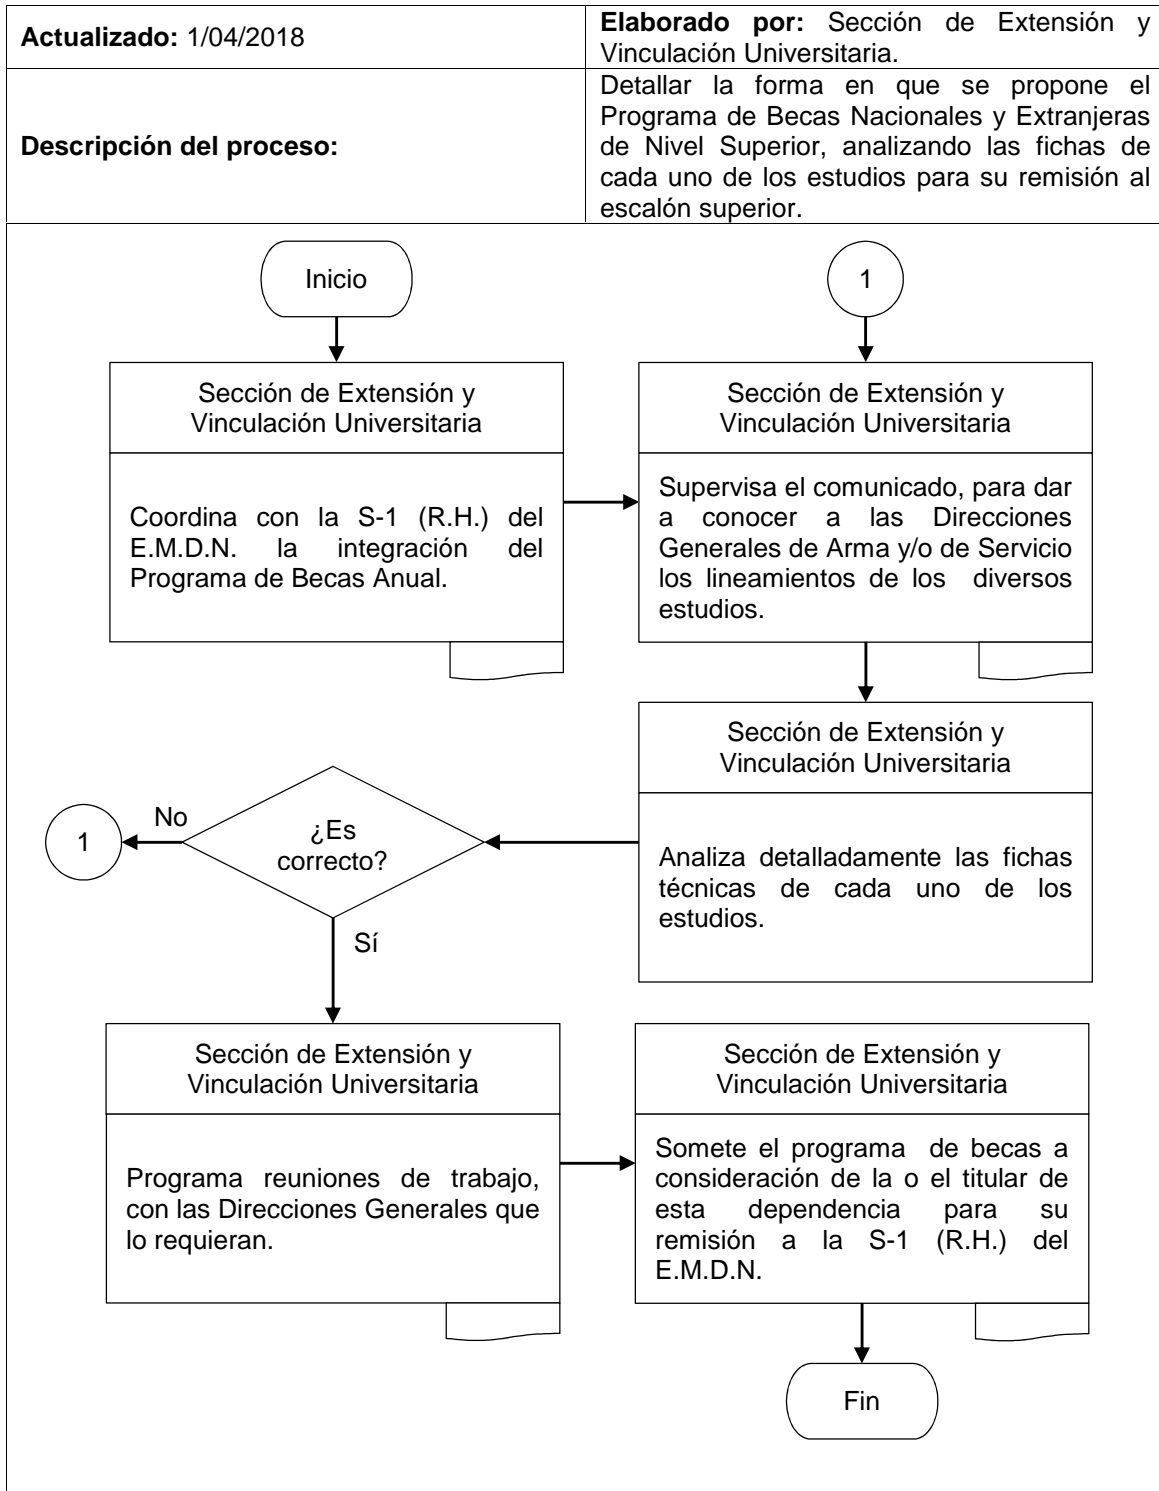 Actualizado: 1/04/2018
Elaborado por: Sección de Extensión y
Vinculación Universitaria.
Descripción del proceso:
Detallar la forma en que se propone el
Programa de Becas Nacionales y Extranjeras
de Nivel Superior, analizando las fichas de
cada uno de los estudios para su remisión al
escalón superior.
Inicio
1
Sección de Extensión y
Vinculación Universitaria
Coordina con la S-1 (R.H.) del
E.M.D.N. la integración del
Programa de Becas Anual.
Sección de Extensión y
Vinculación Universitaria
Supervisa el comunicado, para dar
a conocer a las Direcciones
Generales de Arma y/o de Servicio
los lineamientos de los diversos
estudios.
Sección de Extensión y
Vinculación Universitaria
Analiza detalladamente las fichas
técnicas de cada uno de los
estudios.
¿Es
correcto?
No
1
Sí
Sección de Extensión y
Vinculación Universitaria
Programa reuniones de trabajo,
con las Direcciones Generales que
lo requieran.
Sección de Extensión y
Vinculación Universitaria
Somete el programa de becas a
consideración de la o el titular de
esta dependencia para su
remisión a la S-1 (R.H.) del
E.M.D.N.
Fin